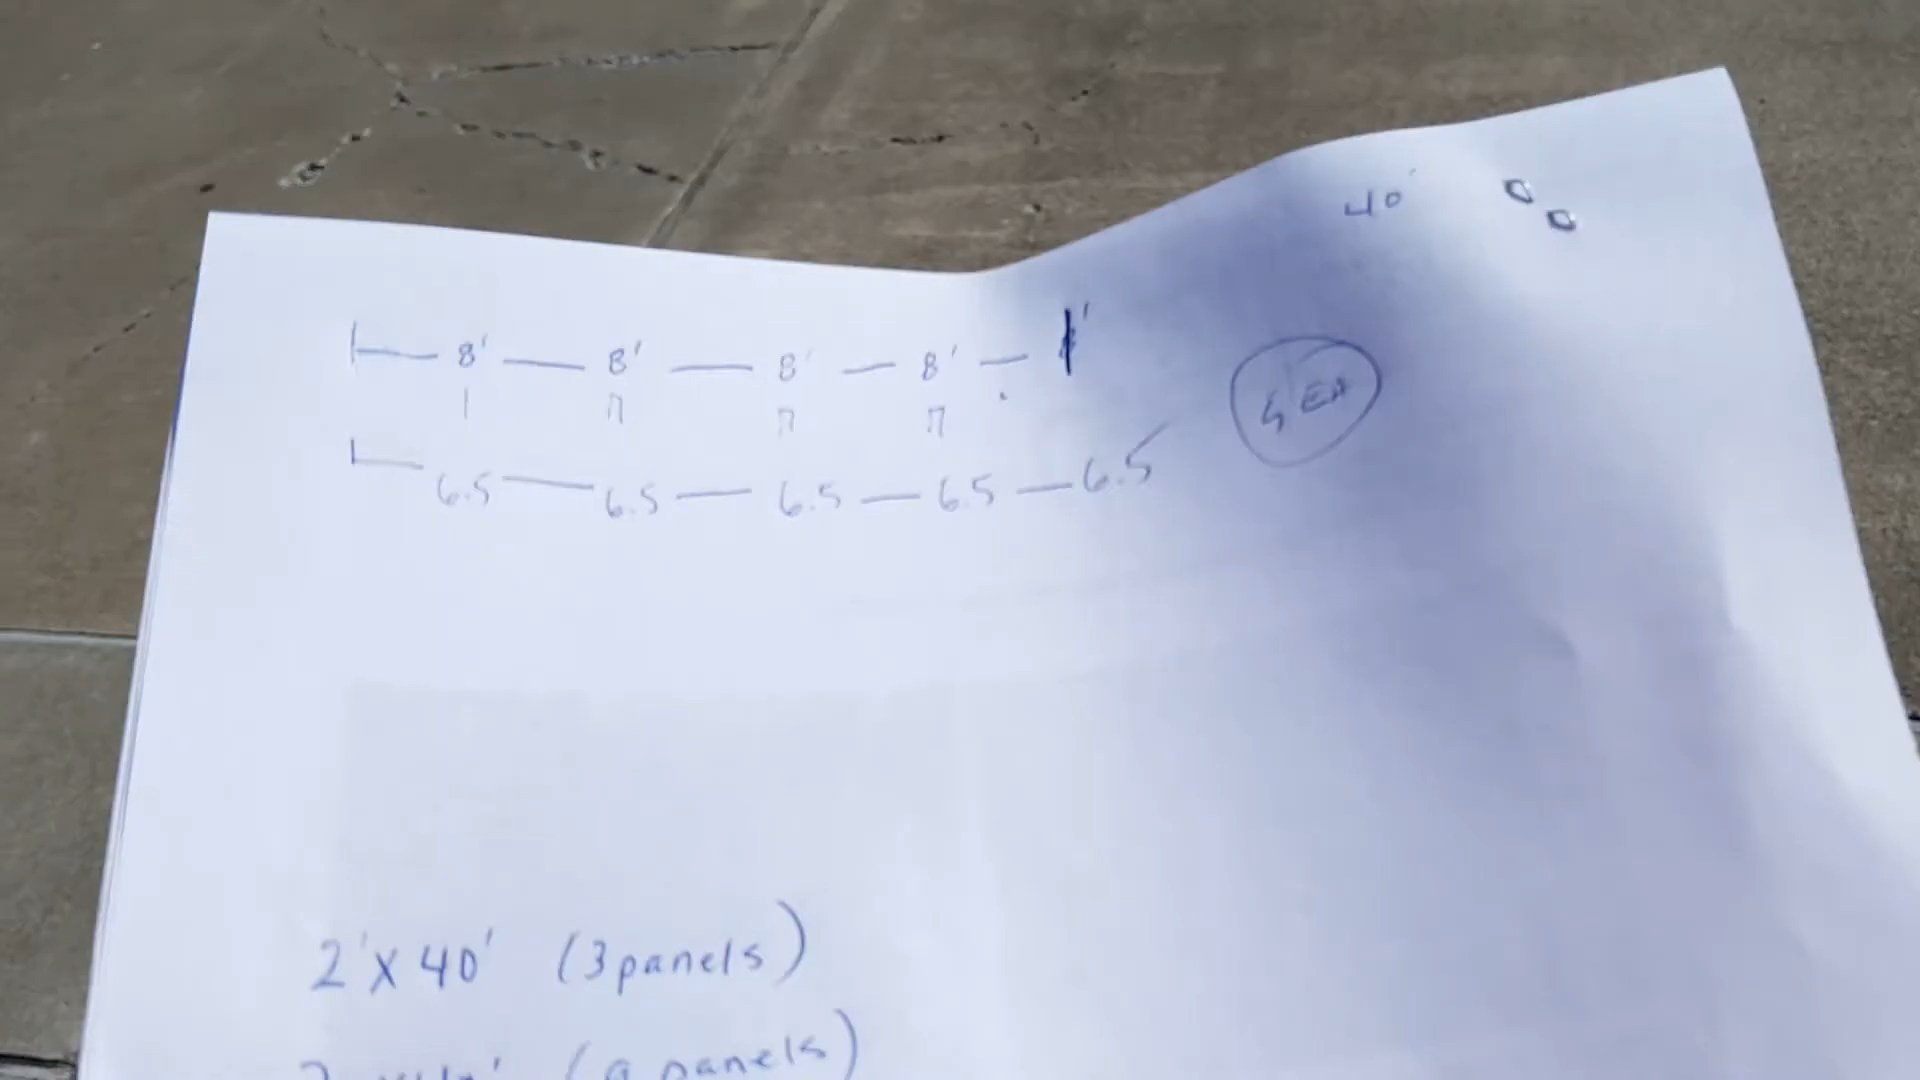 40'
8' — 8' — 8' — 8' —
6.5 — 6.5 — 6.5 — 6.5 — 6.5
EA
2'X 40' (3 panels)
panels)